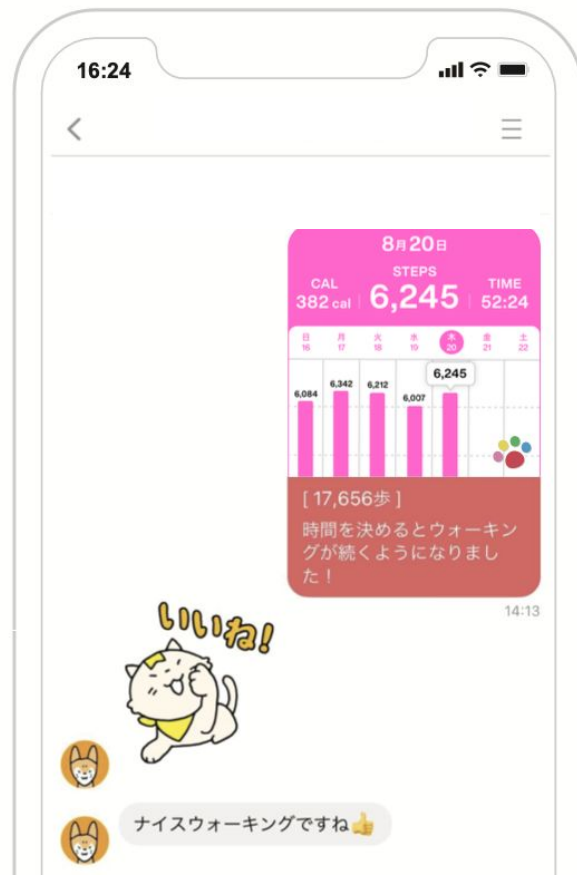 16:24
8月20日
CAL
382 cal
STEPS
6,245
TIME
52:24
日 月 火 水 木 金 土
16 17 18 19 20 21 22
6,084
6,342
6,212
6,007
6,245
[ 17,656歩 ]
時間を決めるとウォーキン
グが続くようになりまし
た！
14:13
いいね!
ナイスウォーキングですね👍